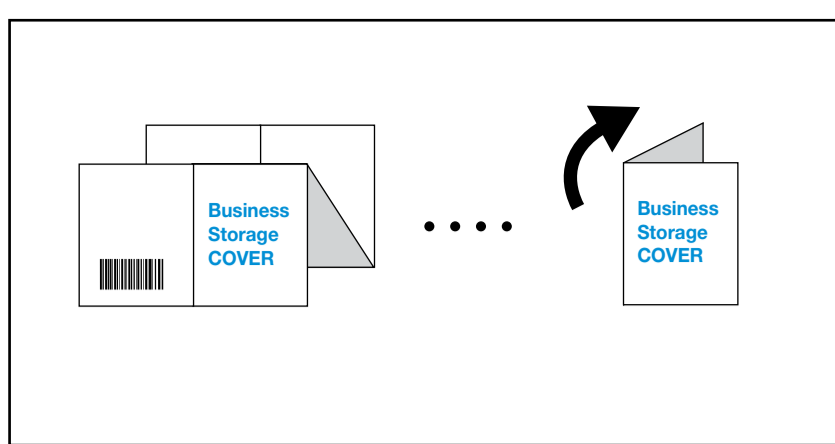 Business
Storage
COVER
Business
Storage
COVER